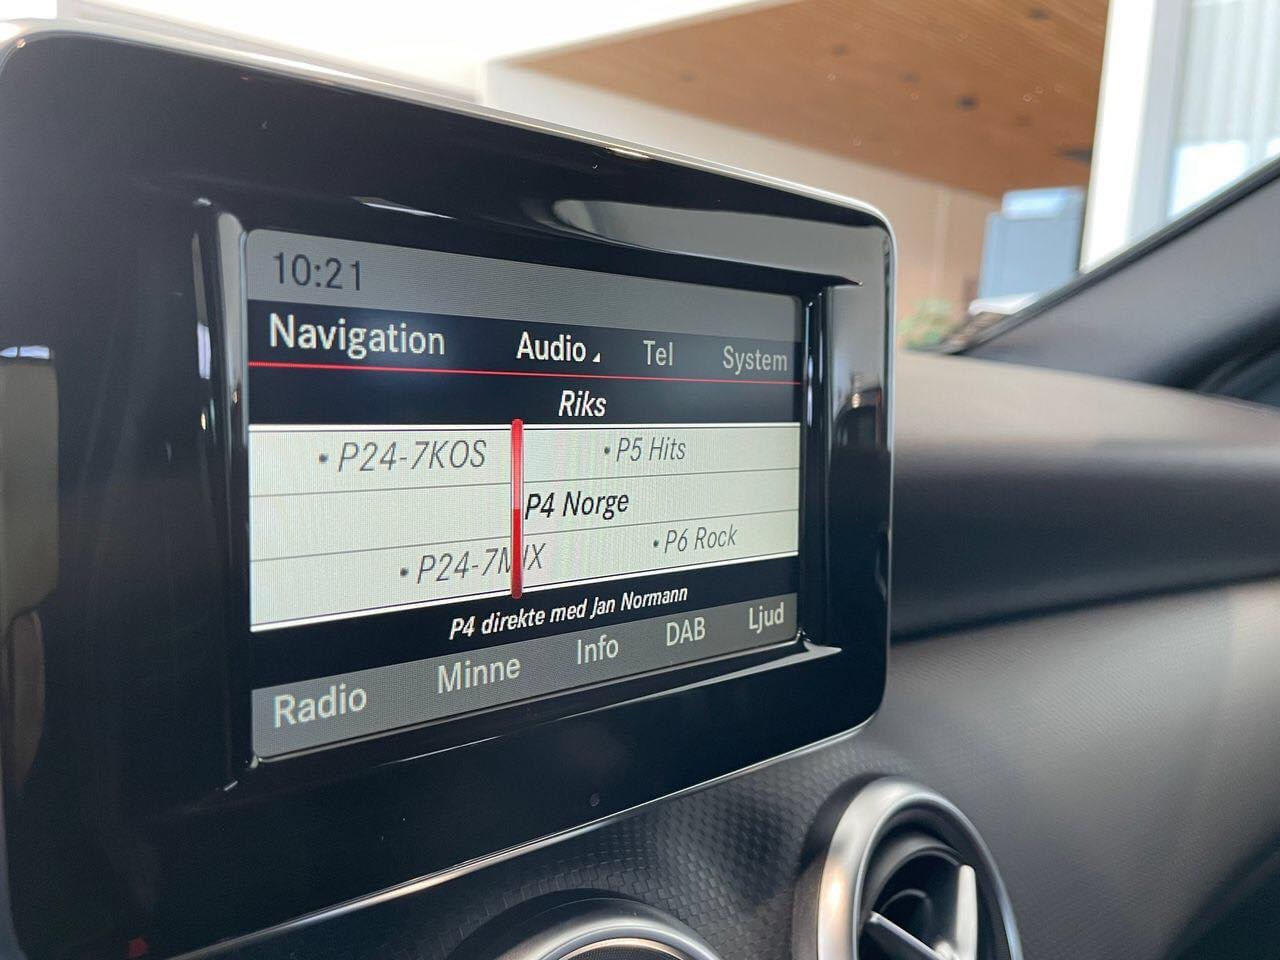 10:21
Navigation Audio Tel System
Riks
• P24-7KOS • P5 Hits
P4 Norge
• P24-7MIX • P6 Rock
P4 direkte med Jan Normann
Radio Minne Info DAB Ljud